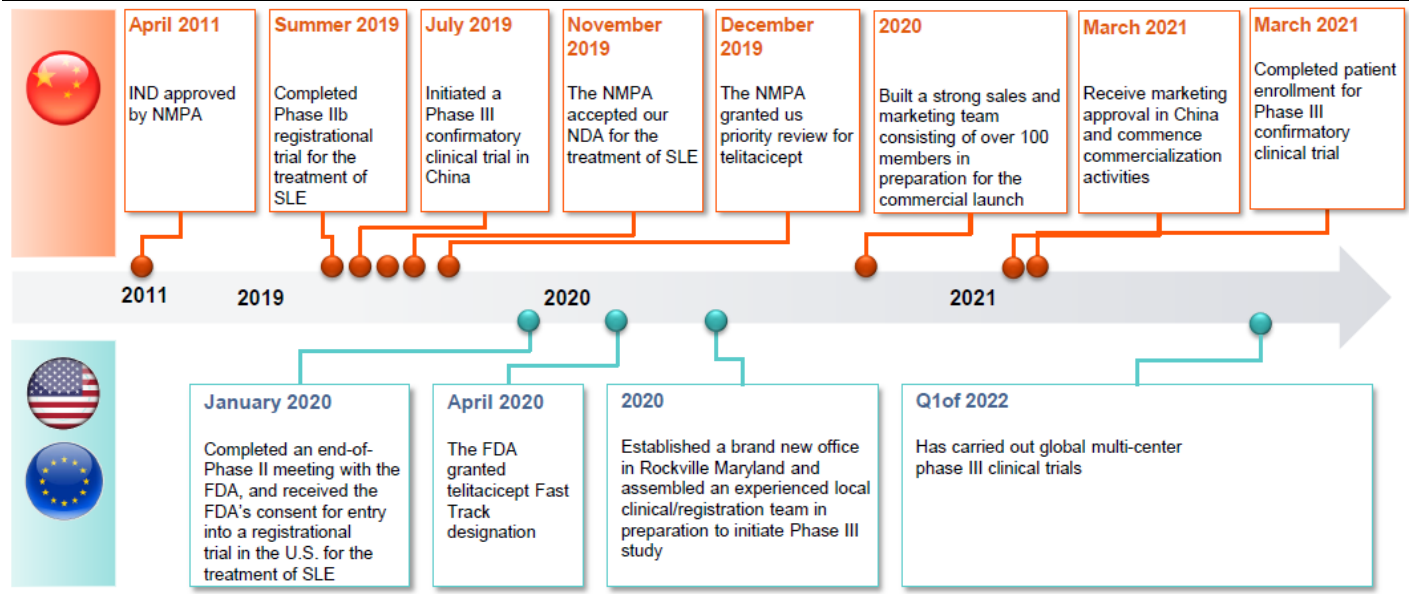 April 2011
IND approved
by NMPA
Summer 2019
Completed
Phase IIb
registrational
trial for the
treatment of
SLE
July 2019
Initiated a
Phase III
confirmatory
clinical trial in
China
November
2019
The NMPA
accepted our
NDA for the
treatment of SLE
December
2019
The NMPA
granted us
priority review for
telitacicept
2020
Built a strong sales and
marketing team
consisting of over 100
members in
preparation for the
commercial launch
March 2021
Receive marketing
approval in China
and commence
commercialization
activities
March 2021
Completed patient
enrollment for
Phase III
confirmatory
clinical trial
2011
2019
2020
2021
January 2020
Completed an end-of-
Phase II meeting with the
FDA, and received the
FDA's consent for entry
into a registrational
trial in the U.S. for the
treatment of SLE
April 2020
The FDA
granted
telitacicept Fast
Track
designation
2020
Established a brand new office
in Rockville Maryland and
assembled an experienced local
clinical/registration team in
preparation to initiate Phase III
study
Q1of 2022
Has carried out global multi-center
phase III clinical trials